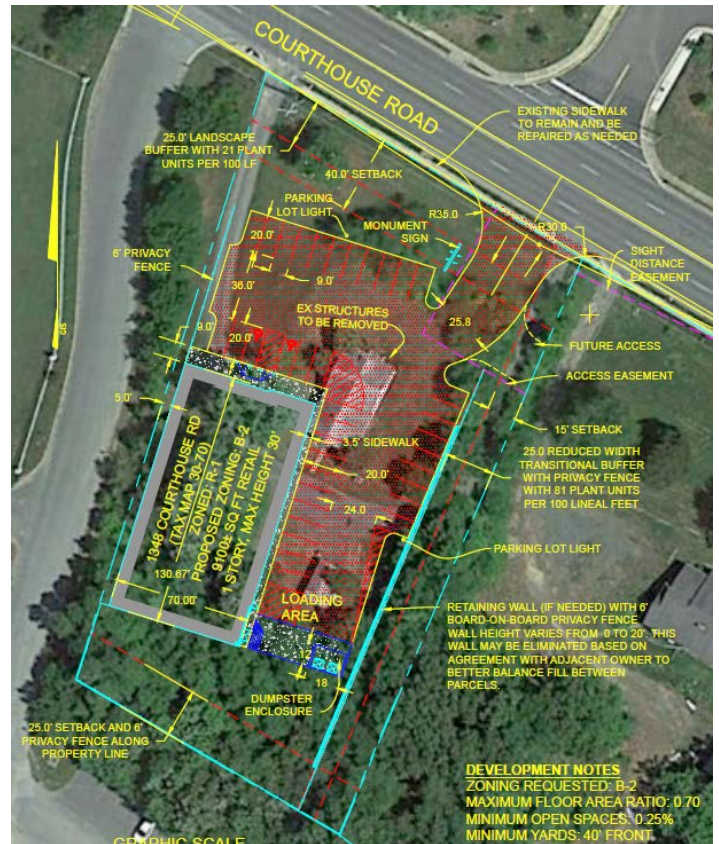 COURTHOUSE ROAD
EXISTING SIDEWALK
TO REMAIN AND BE
REPAIRED AS NEEDED
25.0' LANDSCAPE
BUFFER WITH 21 PLANT
UNITS PER 100 LF
40.0' SETBACK
PARKING
LOT LIGHT
R35.0
MONUMENT
SIGN
R30.0
SIGHT
DISTANCE
EASEMENT
6' PRIVACY
FENCE
20.0'
9.0'
36.0'
EX STRUCTURES
TO BE REMOVED
25.8
9.0'
20.0'
FUTURE ACCESS
ACCESS EASEMENT
GIS
5.0'
15' SETBACK
3.5' SIDEWALK
20.0'
25.0 REDUCED WIDTH
TRANSITIONAL BUFFER
WITH PRIVACY FENCE
WITH 81 PLANT UNITS
PER 100 LINEAL FEET
24.0
1348 COURTHOUSE RD
(TAX MAP 30-70)
ZONED: R-1
PROPOSED ZONING: B-2
9100± SQ FT RETAIL
1 STORY, MAX HEIGHT 30'
130.67'
70.00'
PARKING LOT LIGHT
LOADING
AREA
12
18
RETAINING WALL (IF NEEDED) WITH 6'
BOARD-ON-BOARD PRIVACY FENCE
WALL HEIGHT VARIES FROM 0 TO 20'. THIS
WALL MAY BE ELIMINATED BASED ON
AGREEMENT WITH ADJACENT OWNER TO
BETTER BALANCE FILL BETWEEN
PARCELS.
DUMPSTER
ENCLOSURE
25.0' SETBACK AND 6'
PRIVACY FENCE ALONG
PROPERTY LINE
DEVELOPMENT NOTES
ZONING REQUESTED: B-2
MAXIMUM FLOOR AREA RATIO: 0.70
MINIMUM OPEN SPACES: 0.25%
MINIMUM YARDS: 40' FRONT
GRAPHIC SCALE